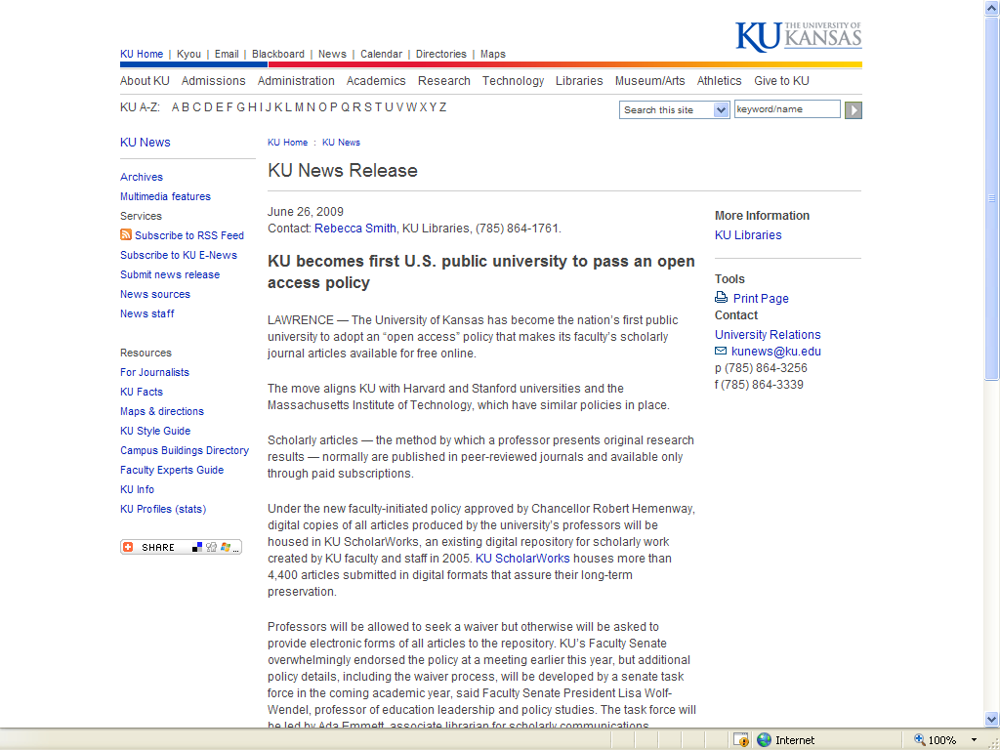 KU THE UNIVERSITY OF KANSAS
KU Home | Kyou | Email | Blackboard | News | Calendar | Directories | Maps
About KU Admissions Administration Academics Research Technology Libraries Museum/Arts Athletics Give to KU
KU A-Z: A B C D E F G H I J K L M N O P Q R S T U V W X Y Z
Search this site
keyword/name
KU News
Archives
Multimedia features
Services
Subscribe to RSS Feed
Subscribe to KU E-News
Submit news release
News sources
News staff
Resources
For Journalists
KU Facts
Maps & directions
KU Style Guide
Campus Buildings Directory
Faculty Experts Guide
KU Info
KU Profiles (stats)
SHARE ...
KU Home : KU News
KU News Release
June 26, 2009
Contact: Rebecca Smith, KU Libraries, (785) 864-1761.
KU becomes first U.S. public university to pass an open
access policy
LAWRENCE — The University of Kansas has become the nation’s first public
university to adopt an “open access” policy that makes its faculty’s scholarly
journal articles available for free online.
The move aligns KU with Harvard and Stanford universities and the
Massachusetts Institute of Technology, which have similar policies in place.
Scholarly articles — the method by which a professor presents original research
results — normally are published in peer-reviewed journals and available only
through paid subscriptions.
Under the new faculty-initiated policy approved by Chancellor Robert Hemenway,
digital copies of all articles produced by the university’s professors will be
housed in KU ScholarWorks, an existing digital repository for scholarly work
created by KU faculty and staff in 2005. KU ScholarWorks houses more than
4,400 articles submitted in digital formats that assure their long-term
preservation.
Professors will be allowed to seek a waiver but otherwise will be asked to
provide electronic forms of all articles to the repository. KU’s Faculty Senate
overwhelmingly endorsed the policy at a meeting earlier this year, but additional
policy details, including the waiver process, will be developed by a senate task
force in the coming academic year, said Faculty Senate President Lisa Wolf-
Wendel, professor of education leadership and policy studies. The task force will
be led by Ada Emmett, associate librarian for scholarly communications
More Information
KU Libraries
Tools
Print Page
Contact
University Relations
kunews@ku.edu
p (785) 864-3256
f (785) 864-3339
Internet
100%